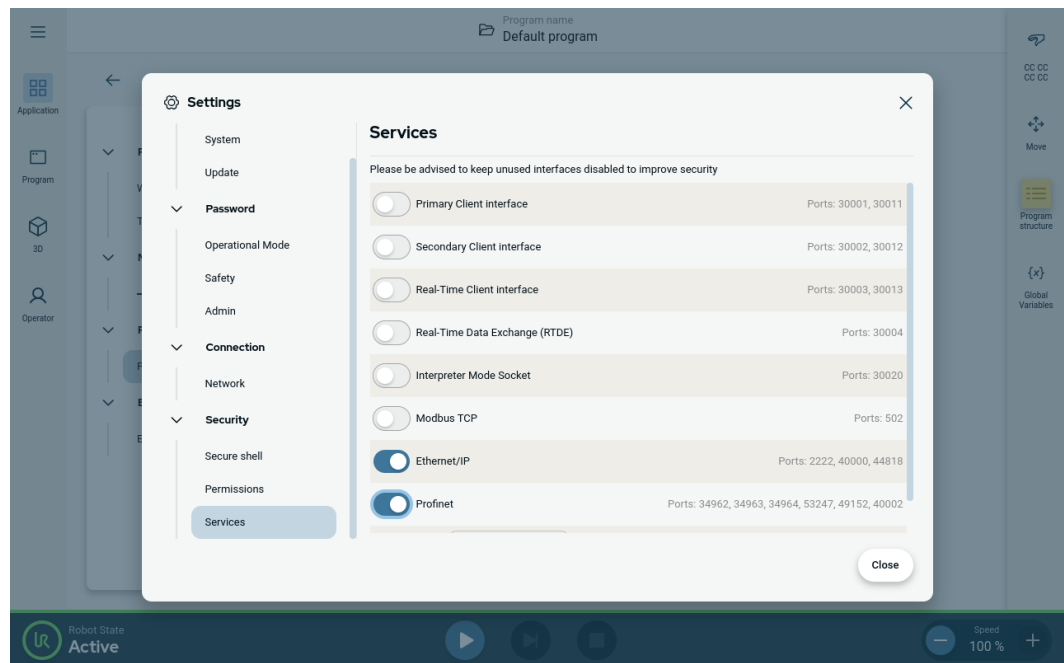 Program name
Default program
Application
Program
3D
Operator
Settings
System
Update
Password
Operational Mode
Safety
Admin
Connection
Network
Security
Secure shell
Permissions
Services
Services
Please be advised to keep unused interfaces disabled to improve security
Primary Client interface Ports: 30001, 30011
Secondary Client interface Ports: 30002, 30012
Real-Time Client interface Ports: 30003, 30013
Real-Time Data Exchange (RTDE) Ports: 30004
Interpreter Mode Socket Ports: 30020
Modbus TCP Ports: 502
Ethernet/IP Ports: 2222, 40000, 44818
Profinet Ports: 34962, 34963, 34964, 53247, 49152, 40002
Close
CC CC
CC CC
Move
Program
structure
{x}
Global
Variables
UR
Robot State
Active
Speed
100 %